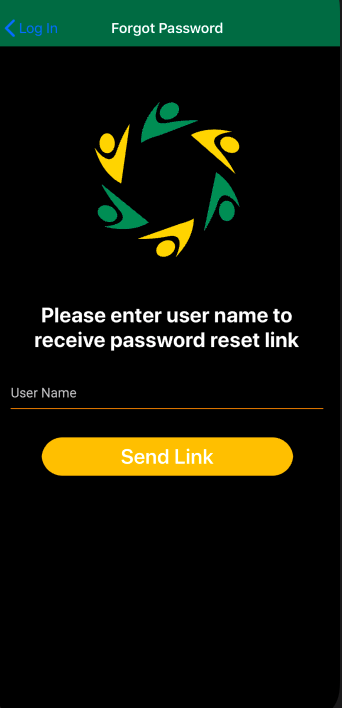 Log In
Forgot Password
Please enter user name to
receive password reset link
User Name
Send Link